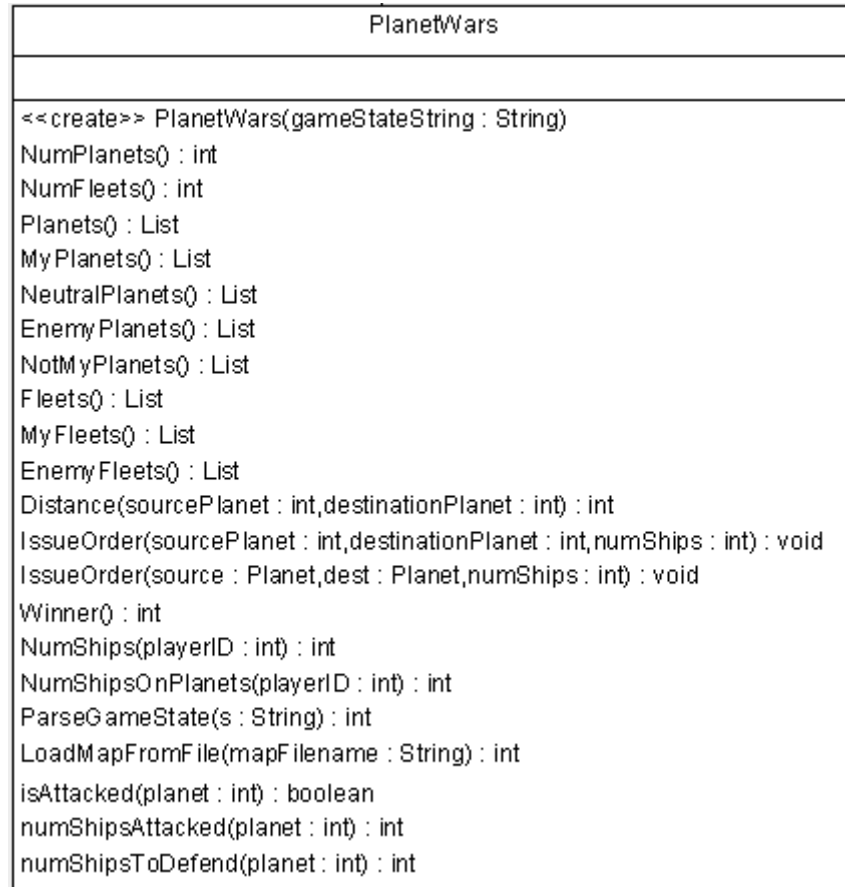 PlanetWars
<<create>> PlanetWars(gameStateString : String)
NumPlanets() : int
NumFleets() : int
Planets() : List
MyPlanets() : List
NeutralPlanets() : List
EnemyPlanets() : List
NotMyPlanets() : List
Fleets() : List
MyFleets() : List
EnemyFleets() : List
Distance(sourcePlanet : int,destinationPlanet : int) : int
IssueOrder(sourcePlanet : int,destinationPlanet : int,numShips : int) : void
IssueOrder(source : Planet,dest : Planet,numShips : int) : void
Winner() : int
NumShips(playerID : int) : int
NumShipsOnPlanets(playerID : int) : int
ParseGameState(s : String) : int
LoadMapFromFile(mapFilename : String) : int
isAttacked(planet : int) : boolean
numShipsAttacked(planet : int) : int
numShipsToDefend(planet : int) : int